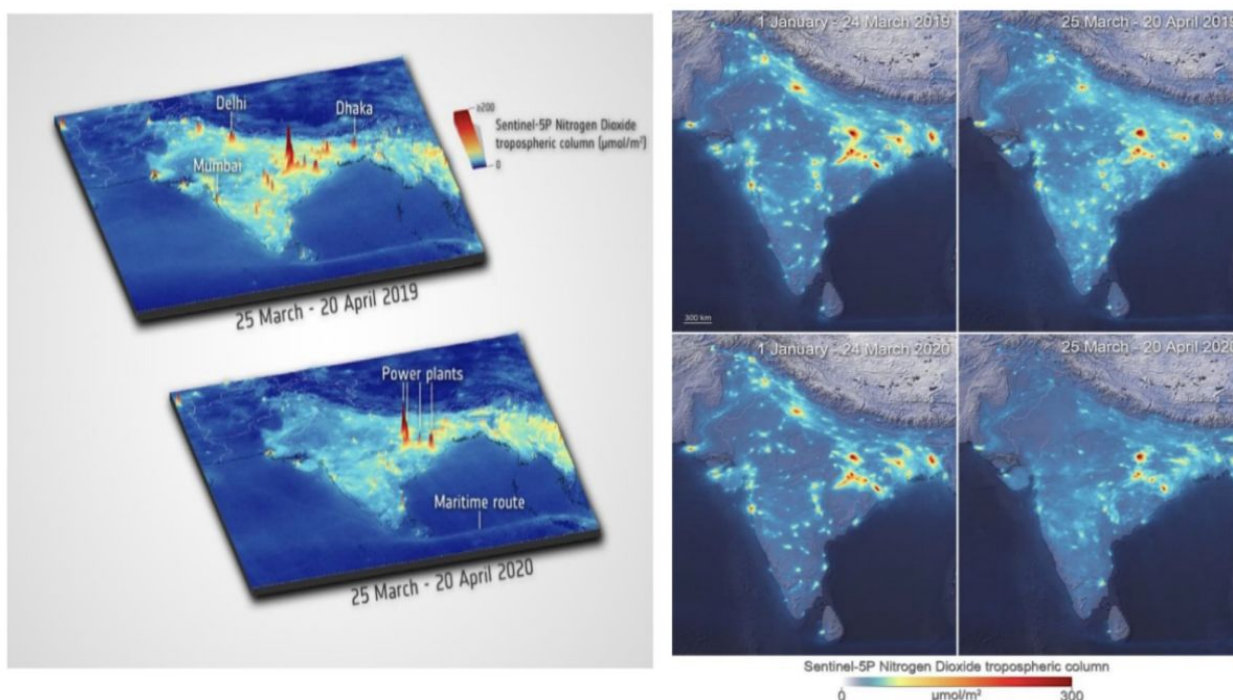 Delhi
Dhaka
Mumbai
≥200
Sentinel-5P Nitrogen Dioxide
tropospheric column (µmol/m²)
0
25 March - 20 April 2019
Power plants
Maritime route
25 March - 20 April 2020
1 January - 24 March 2019
25 March - 20 April 2019
300 km
1 January - 24 March 2020
25 March - 20 April 2020
Sentinel-5P Nitrogen Dioxide tropospheric column
0 µmol/m² 300